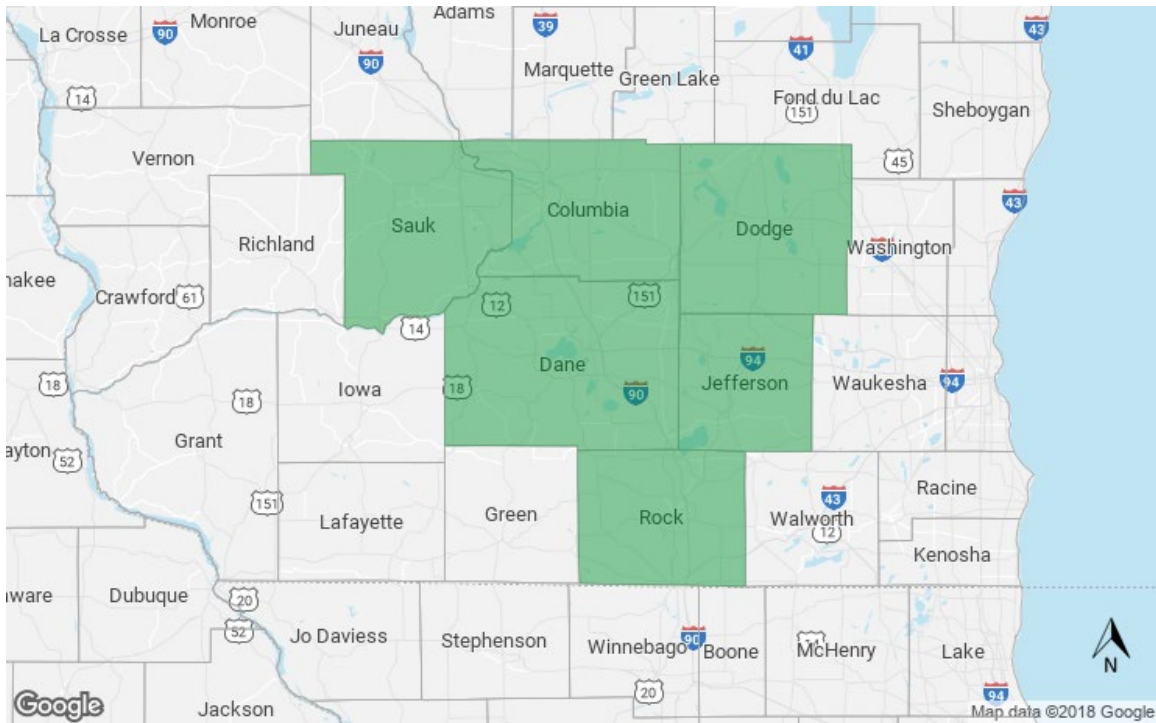 Adams
Monroe
La Crosse
90
Juneau
39
43
41
90
Marquette
Green Lake
Fond du Lac
14
151
Sheboygan
Vernon
45
43
Sauk
Columbia
Dodge
Richland
Washington
nakee
Crawford
61
12
151
14
Dane
94
18
Iowa
18
90
Jefferson
Waukesha
94
18
Grant
ayton
52
151
Lafayette
Green
Rock
43
Walworth
12
Racine
Kenosha
aware
Dubuque
20
52
Jo Daviess
Stephenson
Winnebago
90
Boone
McHenry
Lake
N
20
94
Jackson
Google
Map data ©2018 Google